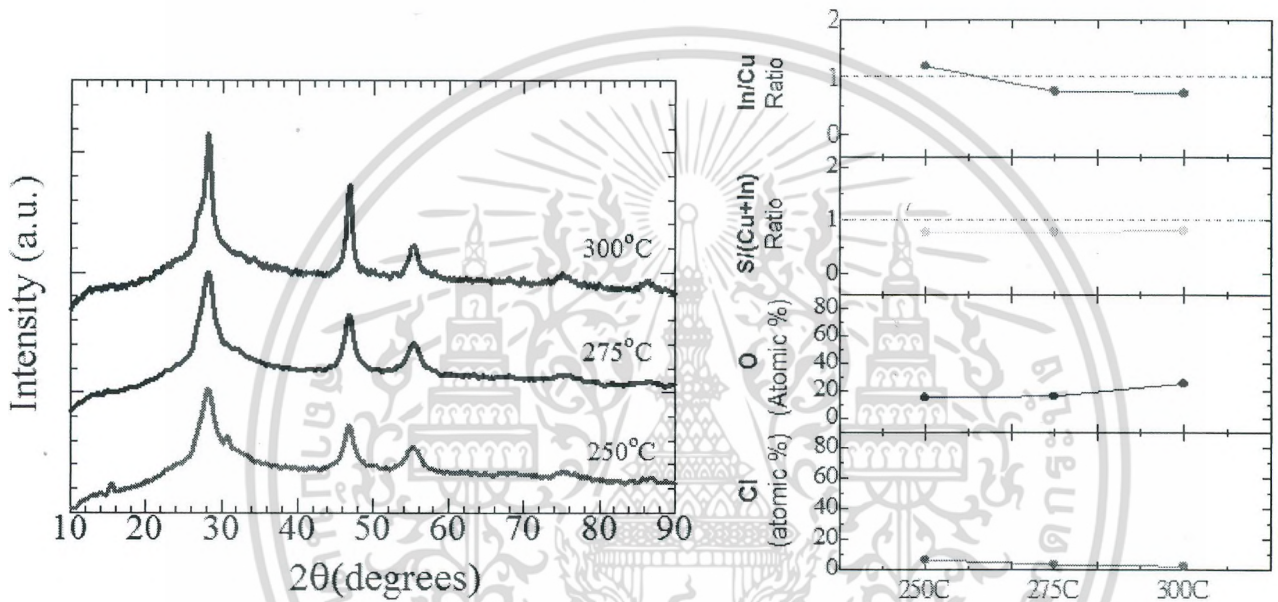 Intensity (a.u.)
300°C
275°C
250°C
10 20 30 40 50 60 70 80 90
2θ(degrees)
In/Cu
Ratio
2
1
0
S/(Cu+In)
Ratio
2
1
0
O
(Atomic %)
80
60
40
20
0
Cl
(atomic %)
80
60
40
20
0
250C 275C 300C